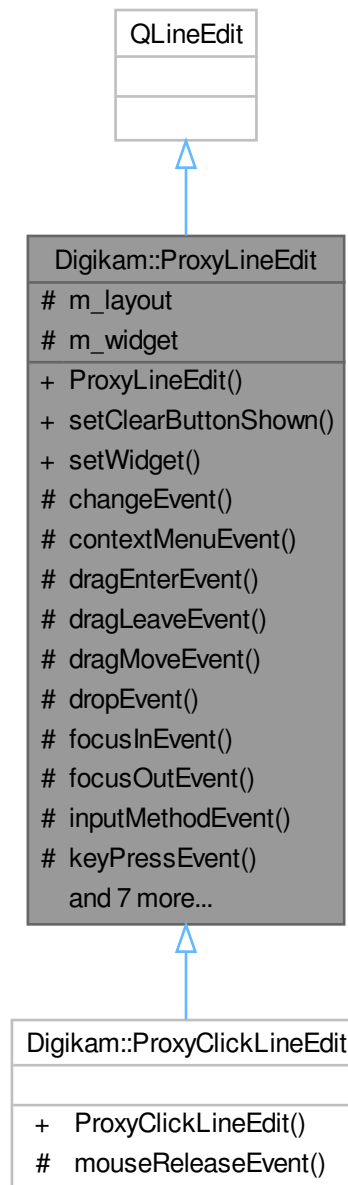 QLineEdit
Digikam::ProxyLineEdit
# m_layout
# m_widget
+ ProxyLineEdit()
+ setClearButtonShown()
+ setWidget()
# changeEvent()
# contextMenuEvent()
# dragEnterEvent()
# dragLeaveEvent()
# dragMoveEvent()
# dropEvent()
# focusInEvent()
# focusOutEvent()
# inputMethodEvent()
# keyPressEvent()
and 7 more...
Digikam::ProxyClickLineEdit
+ ProxyClickLineEdit()
# mouseReleaseEvent()